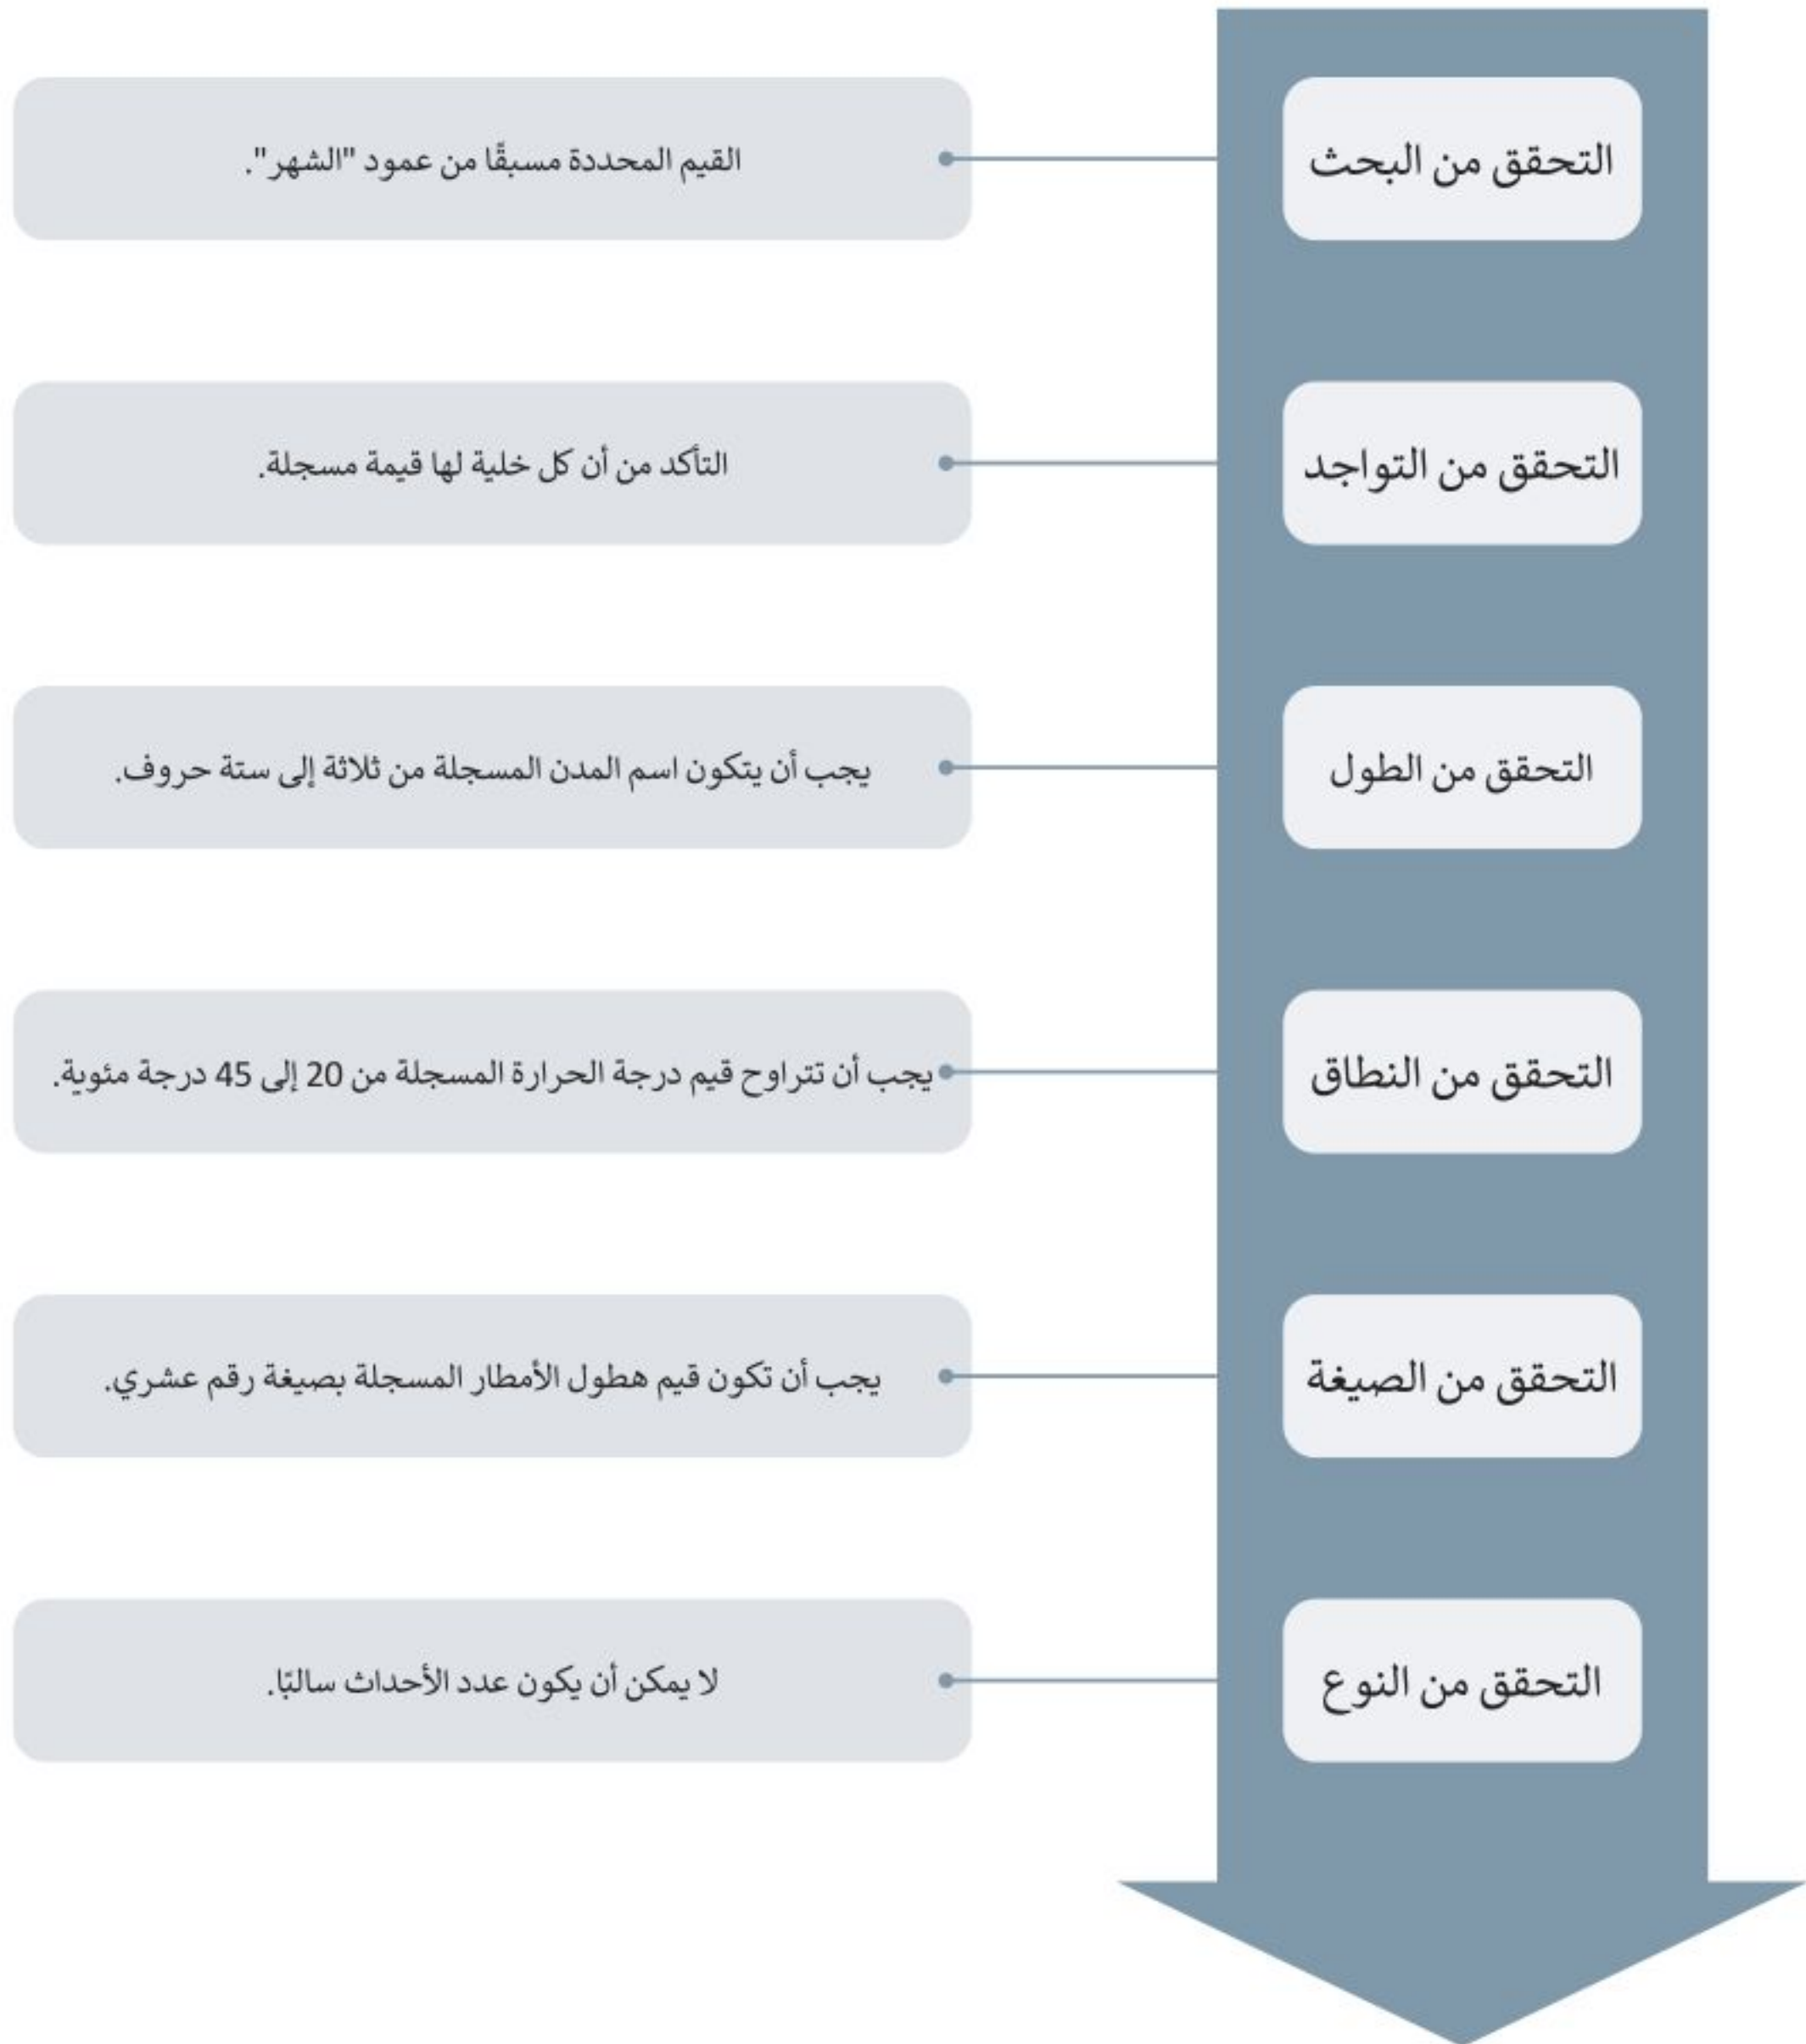 التحقق من البحث
القيم المحددة مسبقًا من عمود "الشهر".
التحقق من التواجد
التأكد من أن كل خلية لها قيمة مسجلة.
التحقق من الطول
يجب أن يتكون اسم المدن المسجلة من ثلاثة إلى ستة حروف.
التحقق من النطاق
يجب أن تتراوح قيم درجة الحرارة المسجلة من 20 إلى 45 درجة مئوية.
التحقق من الصيغة
يجب أن تكون قيم هطول الأمطار المسجلة بصيغة رقم عشري.
التحقق من النوع
لا يمكن أن يكون عدد الأحداث سالبًا.